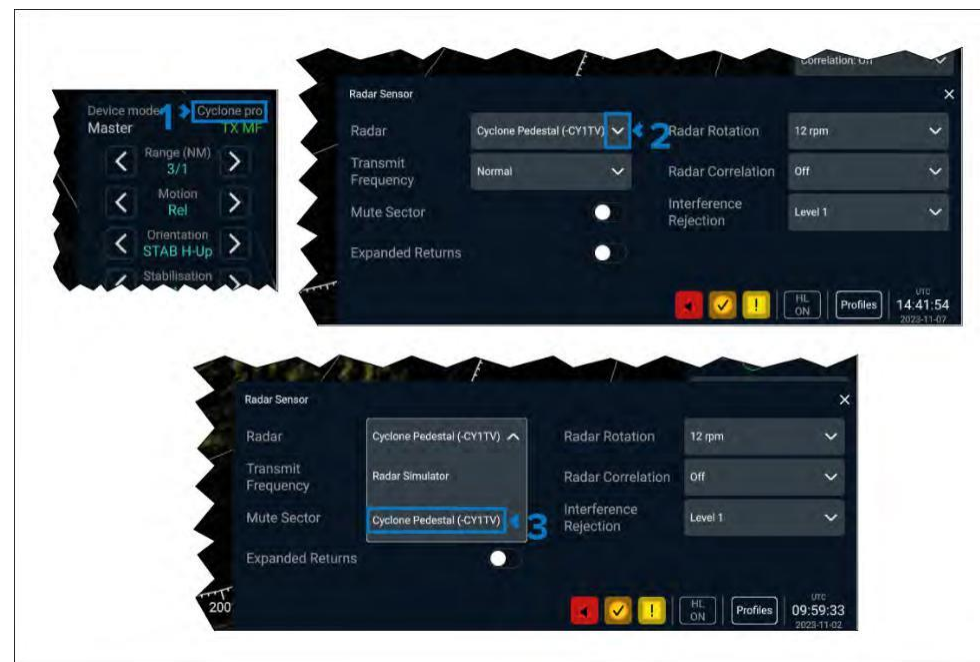 Device mode
1
Cyclone pro
Master
TX MF
Range (NM)
3/1
Motion
Rel
Orientation
STAB H-Up
Stabilisation
Correlation: Off
Radar Sensor
Radar
Cyclone Pedestal (-CY1TV)
2
Radar Rotation
12 rpm
Transmit
Frequency
Normal
Radar Correlation
Off
Mute Sector
Interference
Rejection
Level 1
Expanded Returns
!
HL
ON
Profiles
UTC
14:41:54
2023-11-07
Radar Sensor
Radar
Cyclone Pedestal (-CY1TV)
Radar Rotation
12 rpm
Transmit
Frequency
Radar Simulator
Radar Correlation
Off
Mute Sector
Cyclone Pedestal (-CY1TV)
3
Interference
Rejection
Level 1
Expanded Returns
200
!
HL
ON
Profiles
UTC
09:59:33
2023-11-02